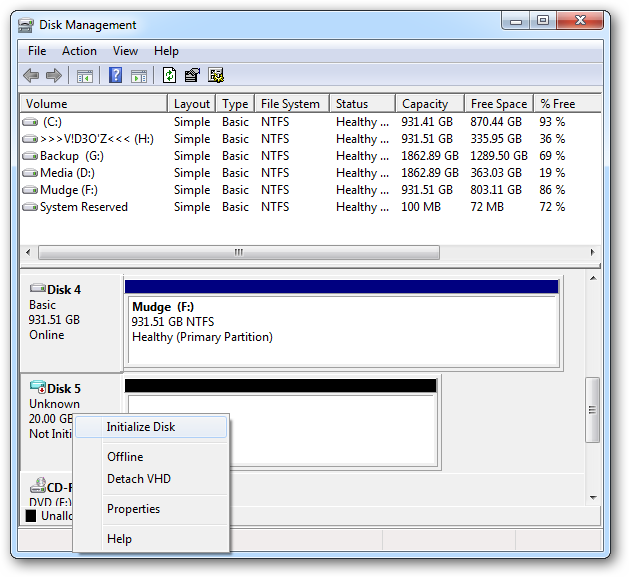 Disk Management
File Action View Help
Volume Layout Type File System Status Capacity Free Space % Free
(C:) Simple Basic NTFS Healthy ... 931.41 GB 870.44 GB 93 %
>>>V!D3O'Z<<< (H:) Simple Basic NTFS Healthy ... 931.51 GB 335.95 GB 36 %
Backup (G:) Simple Basic NTFS Healthy ... 1862.89 GB 1289.50 GB 69 %
Media (D:) Simple Basic NTFS Healthy ... 1862.89 GB 363.03 GB 19 %
Mudge (F:) Simple Basic NTFS Healthy ... 931.51 GB 803.11 GB 86 %
System Reserved Simple Basic NTFS Healthy ... 100 MB 72 MB 72 %
Disk 4
Basic
931.51 GB
Online
Mudge (F:)
931.51 GB NTFS
Healthy (Primary Partition)
Disk 5
Unknown
20.00 GB
Not Initi
Initialize Disk
Offline
Detach VHD
Properties
Help
CD-R
DVD (E:)
Unallo